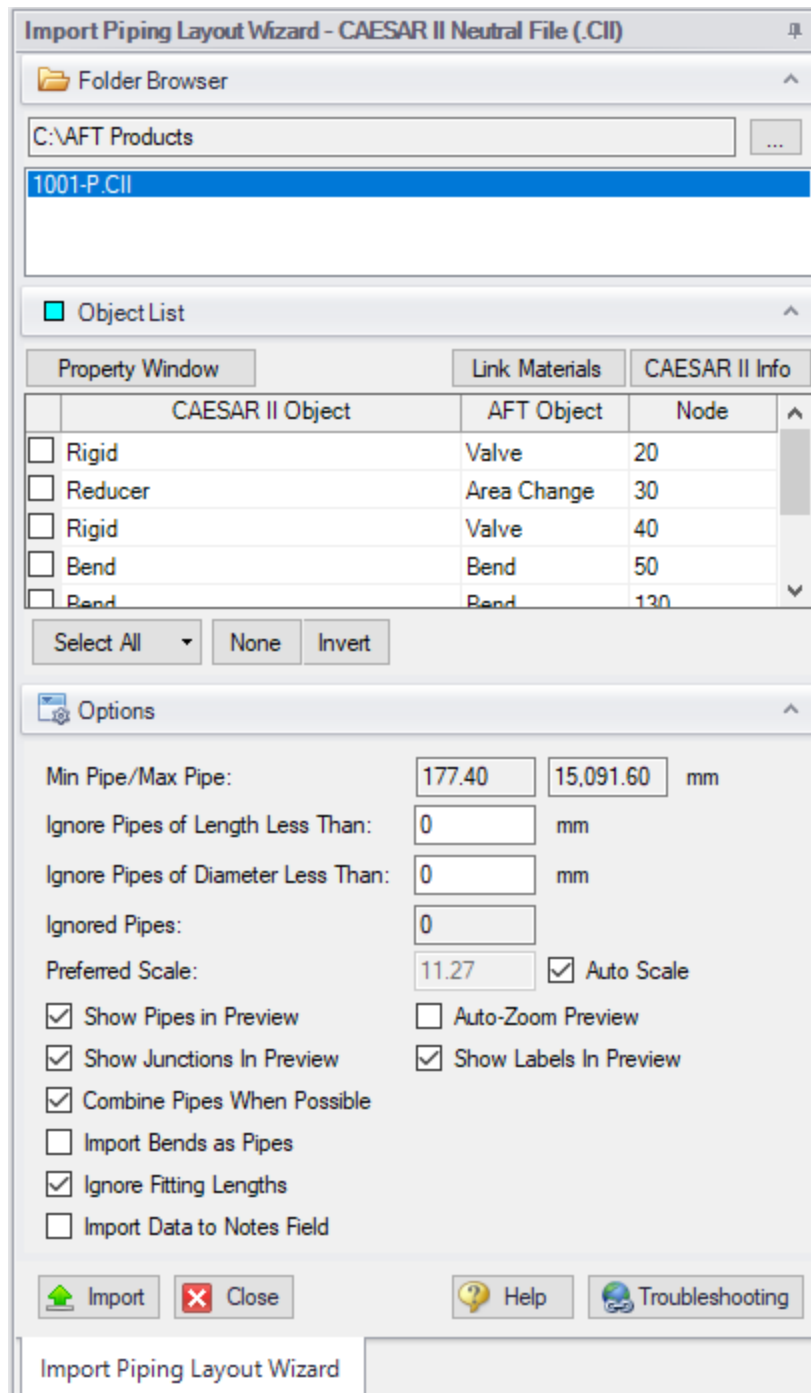 Import Piping Layout Wizard - CAESAR II Neutral File (.CII)
Folder Browser
C:\AFT Products
...
1001-P.CII
Object List
Property Window Link Materials CAESAR II Info
CAESAR II Object AFT Object Node
Rigid Valve 20
Reducer Area Change 30
Rigid Valve 40
Bend Bend 50
Bend Bend 130
Select All None Invert
Options
Min Pipe/Max Pipe: 177.40 15,091.60 mm
Ignore Pipes of Length Less Than: 0 mm
Ignore Pipes of Diameter Less Than: 0 mm
Ignored Pipes: 0
Preferred Scale: 11.27 Auto Scale
Show Pipes in Preview Auto-Zoom Preview
Show Junctions In Preview Show Labels In Preview
Combine Pipes When Possible
Import Bends as Pipes
Ignore Fitting Lengths
Import Data to Notes Field
Import Close Help Troubleshooting
Import Piping Layout Wizard